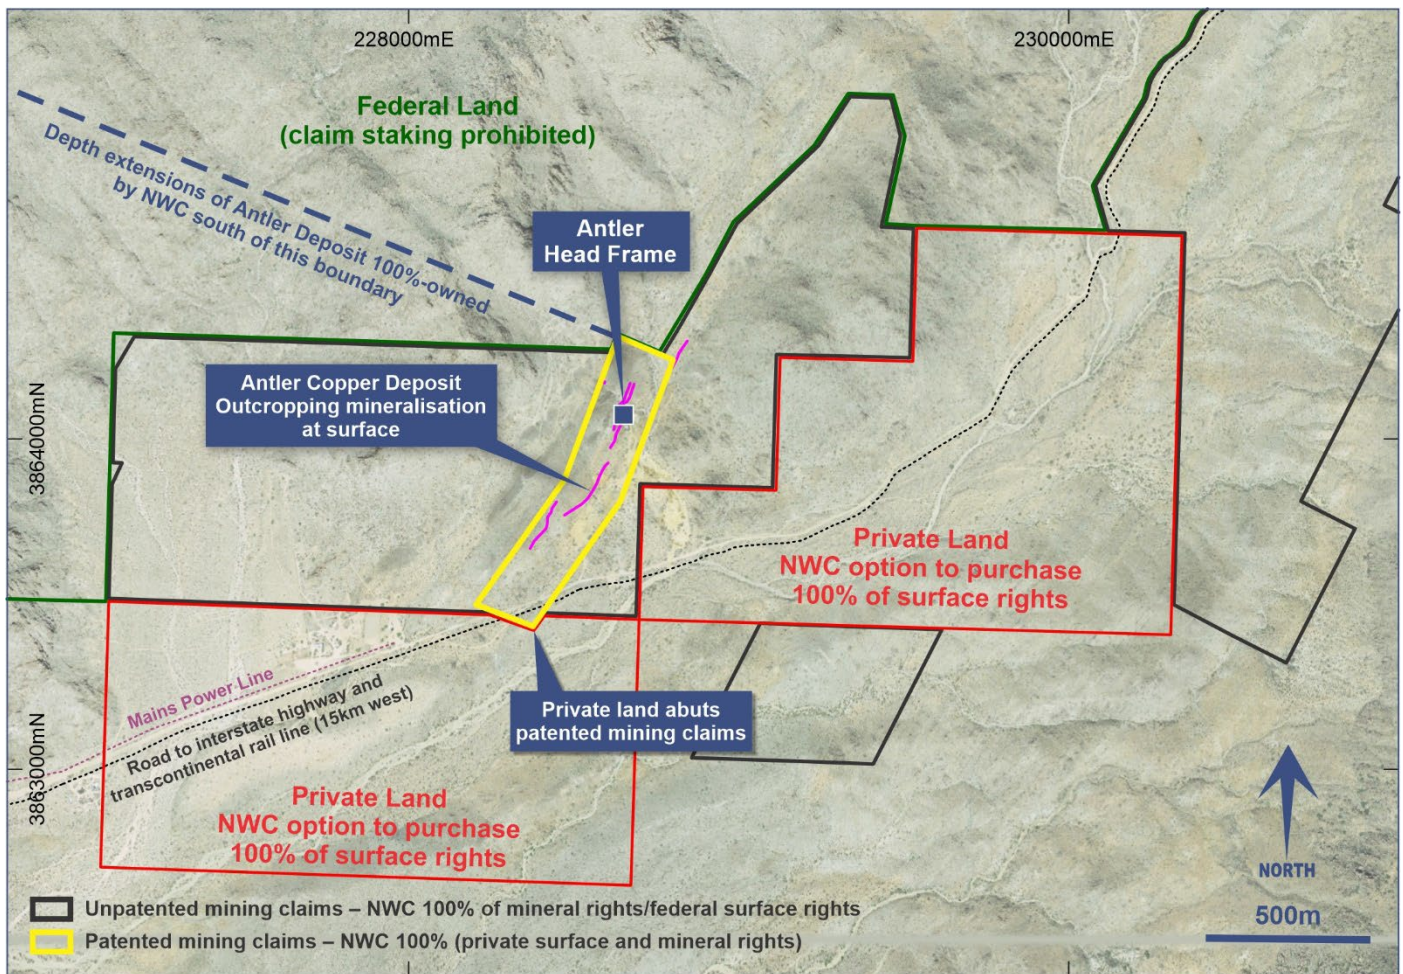 228000mE
230000mE
Federal Land
(claim staking prohibited)
Depth extensions of Antler Deposit 100%-owned
by NWC south of this boundary
Antler
Head Frame
Antler Copper Deposit
Outcropping mineralisation
at surface
3864000mN
Private Land
NWC option to purchase
100% of surface rights
Mains Power Line
Road to interstate highway and
transcontinental rail line (15km west)
Private land abuts
patented mining claims
3863000mN
Private Land
NWC option to purchase
100% of surface rights
NORTH
500m
Unpatented mining claims – NWC 100% of mineral rights/federal surface rights
Patented mining claims – NWC 100% (private surface and mineral rights)